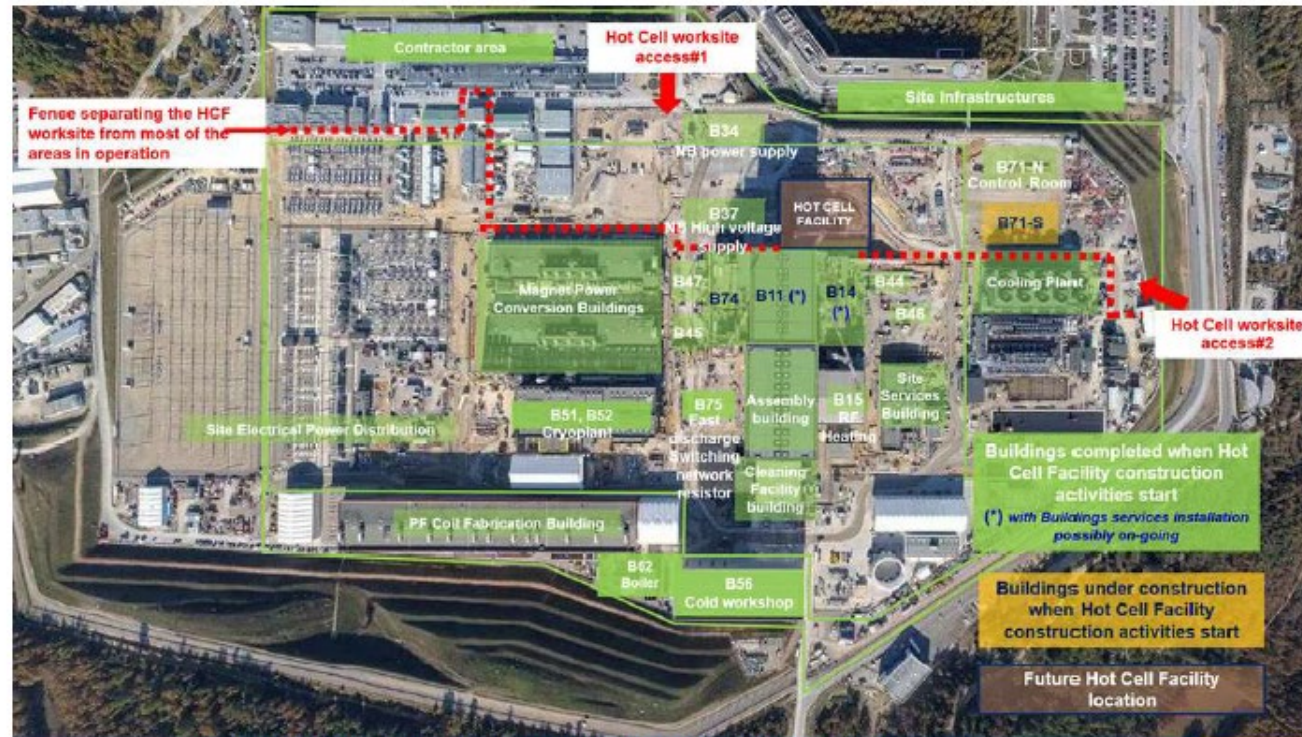 Contractor area
Hot Cell worksite
access#1
Fence separating the HCF
worksite from most of the
areas in operation
Site Infrastructures
B34
NB power supply
B71-N
Control Room
B37
NB High voltage
supply
HOT CELL
FACILITY
B71-S
Magnet Power
Conversion Buildings
B47
B74
B11 (*)
B14
(*)
B44
B46
B45
Cooling Plant
Hot Cell worksite
access#2
Site Electrical Power Distribution
B51, B52
Cryoplant
B75
Fast
discharge
Switching
network
resistor
Assembly
building
B15
RF
Heating
Site
Services
Building
Cleaning
Facility
building
PF Coil Fabrication Building
B62
Boiler
B56
Cold workshop
Buildings completed when Hot
Cell Facility construction
activities start
(*) with Buildings services installation
possibly on-going
Buildings under construction
when Hot Cell Facility
construction activities start
Future Hot Cell Facility
location